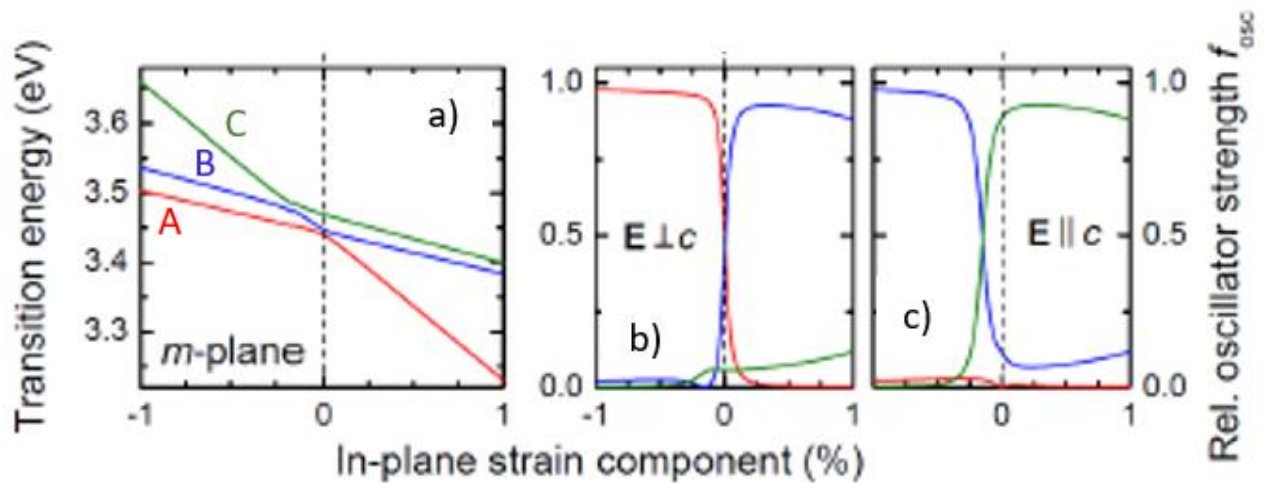 Transition energy (eV)
3.6
3.5
3.4
3.3
C
B
A
a)
m-plane
-1
0
1
1.0
0.5
0.0
E ⊥ c
b)
-1
0
1
E || c
c)
0
1
1.0
0.5
0.0
Rel. oscillator strength f_osc
In-plane strain component (%)